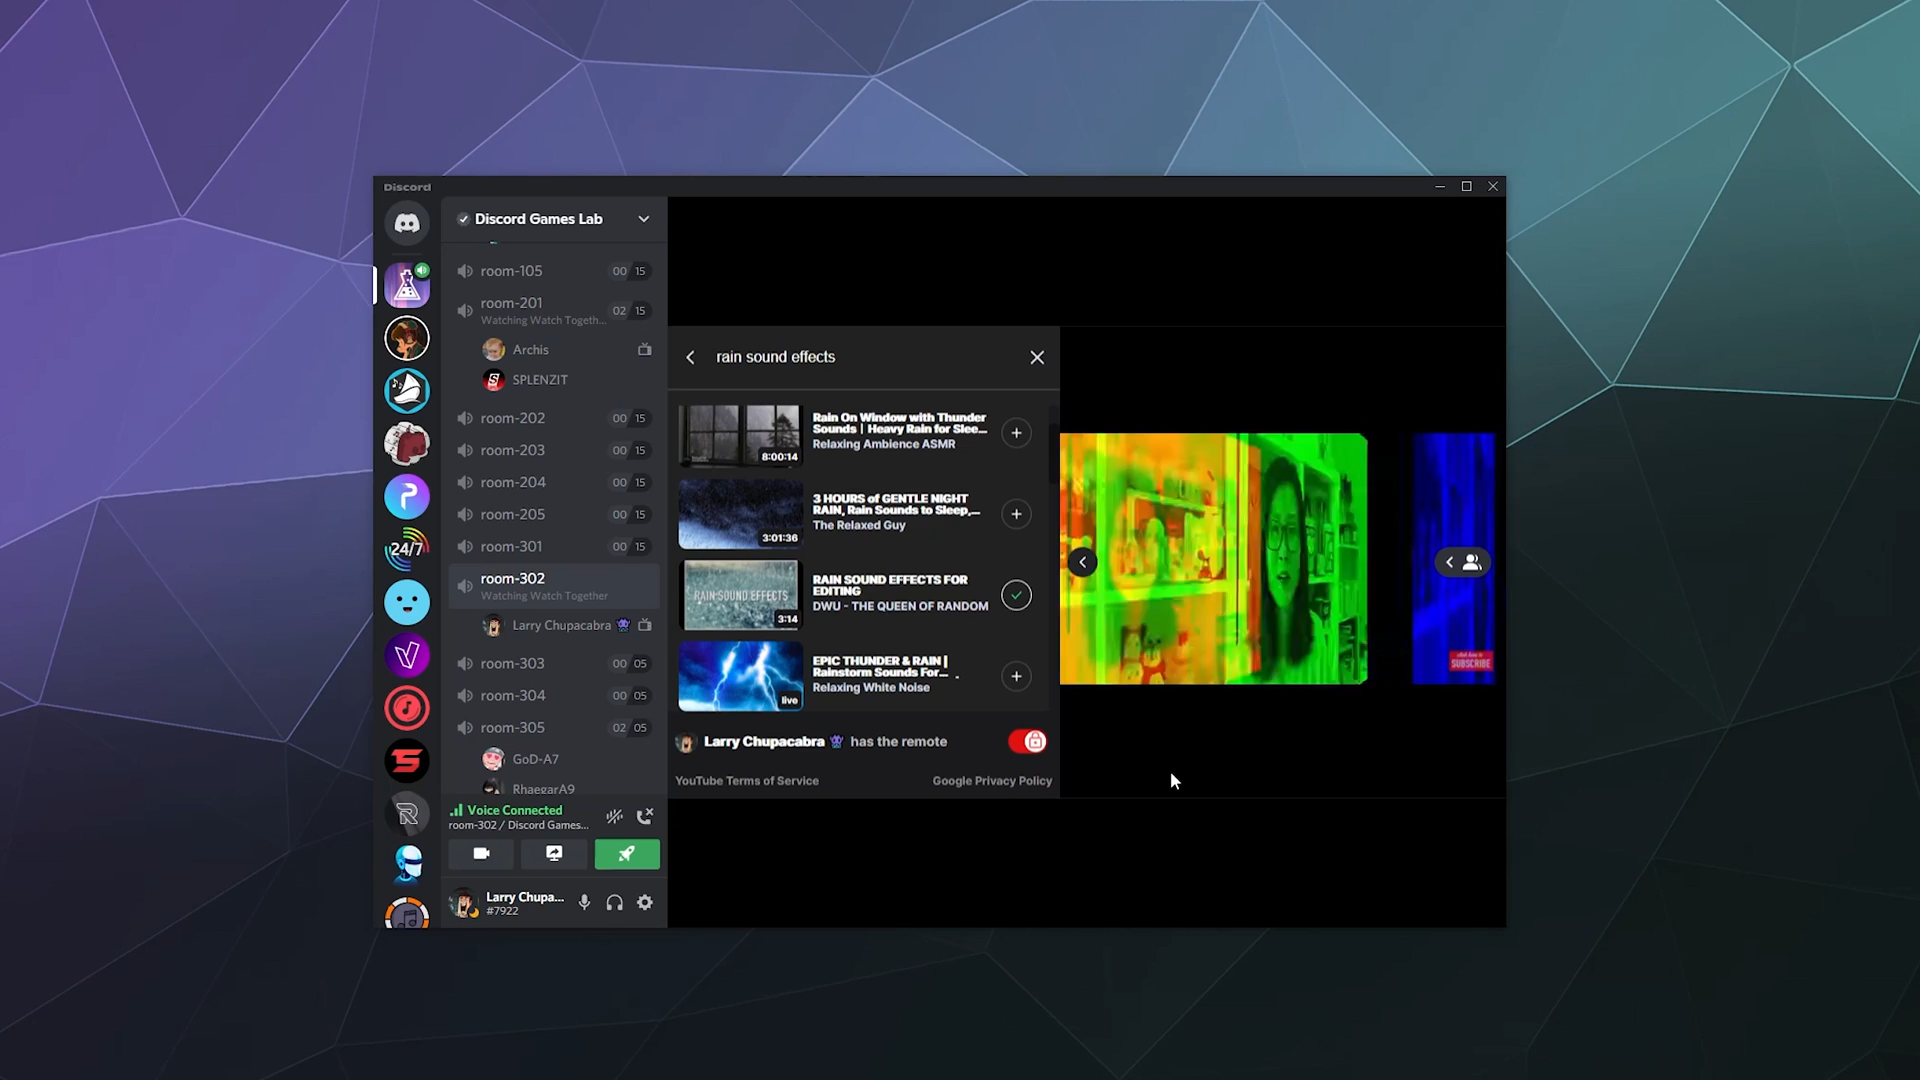 Discord
Discord Games Lab
room-105
00 15
room-201
02 15
Watching Watch Togeth...
Archis
SPLENZIT
room-202
00 15
room-203
00 15
room-204
00 15
room-205
00 15
room-301
00 15
room-302
Watching Watch Together
Larry Chupacabra
room-303
00 05
room-304
00 05
room-305
02 05
GoD-A7
RhaegarA9
Voice Connected
room-302 / Discord Games...
Larry Chupa...
#7922
24/7
rain sound effects
Rain On Window with Thunder
Sounds | Heavy Rain for Slee...
Relaxing Ambience ASMR
8:00:14
3 HOURS of GENTLE NIGHT
RAIN, Rain Sounds to Sleep,...
The Relaxed Guy
3:01:36
RAIN SOUND EFFECTS FOR
EDITING
DWU - THE QUEEN OF RANDOM
RAIN SOUND EFFECTS
3:14
EPIC THUNDER & RAIN |
Rainstorm Sounds For...
Relaxing White Noise
live
Larry Chupacabra has the remote
YouTube Terms of Service
Google Privacy Policy
SUBSCRIBE